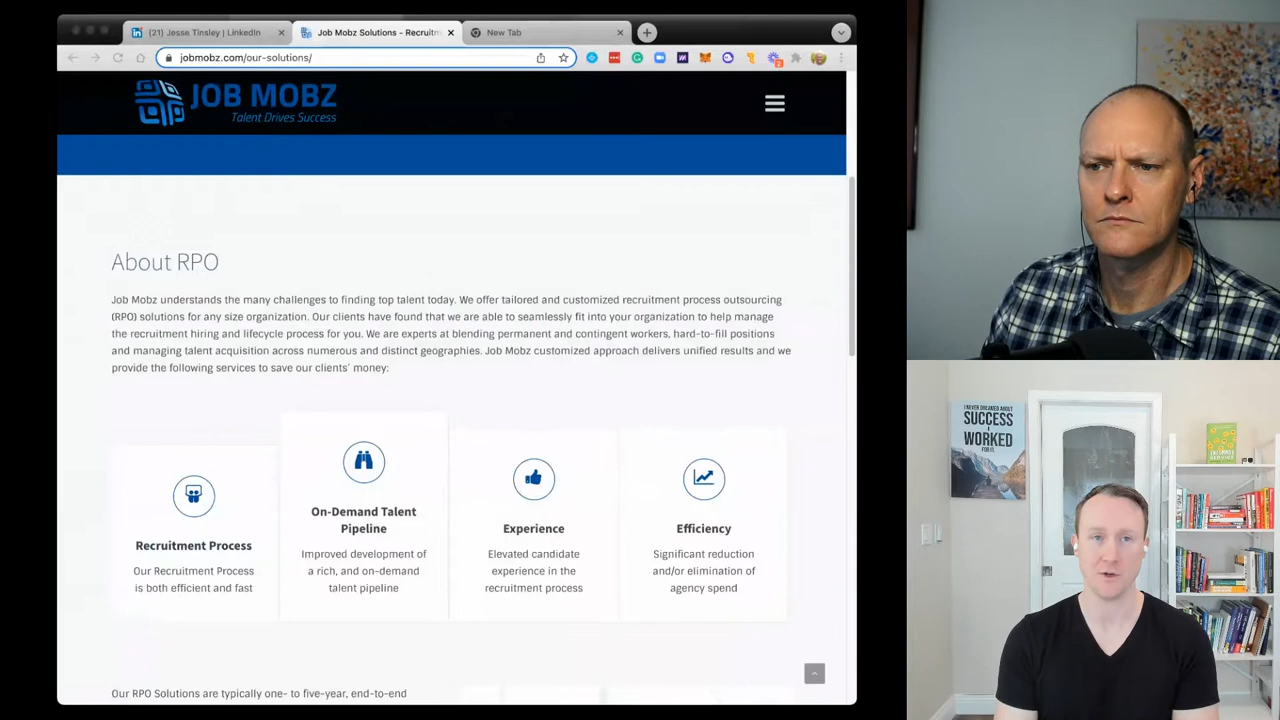 (21) Jesse Tinsley | LinkedIn
Job Mobz Solutions - Recruitm
New Tab
jobmobz.com/our-solutions/
JOB MOBZ
Talent Drives Success
About RPO
Job Mobz understands the many challenges to finding top talent today. We offer tailored and customized recruitment process outsourcing
(RPO) solutions for any size organization. Our clients have found that we are able to seamlessly fit into your organization to help manage
the recruitment hiring and lifecycle process for you. We are experts at blending permanent and contingent workers, hard-to-fill positions
and managing talent acquisition across numerous and distinct geographies. Job Mobz customized approach delivers unified results and we
provide the following services to save our clients' money:
Recruitment Process
Our Recruitment Process
is both efficient and fast
On-Demand Talent
Pipeline
Improved development of
a rich, and on-demand
talent pipeline
Experience
Elevated candidate
experience in the
recruitment process
Efficiency
Significant reduction
and/or elimination of
agency spend
Our RPO Solutions are typically one- to five-year, end-to-end
I NEVER DREAMED ABOUT
SUCCESS
I
WORKED
FOR IT.